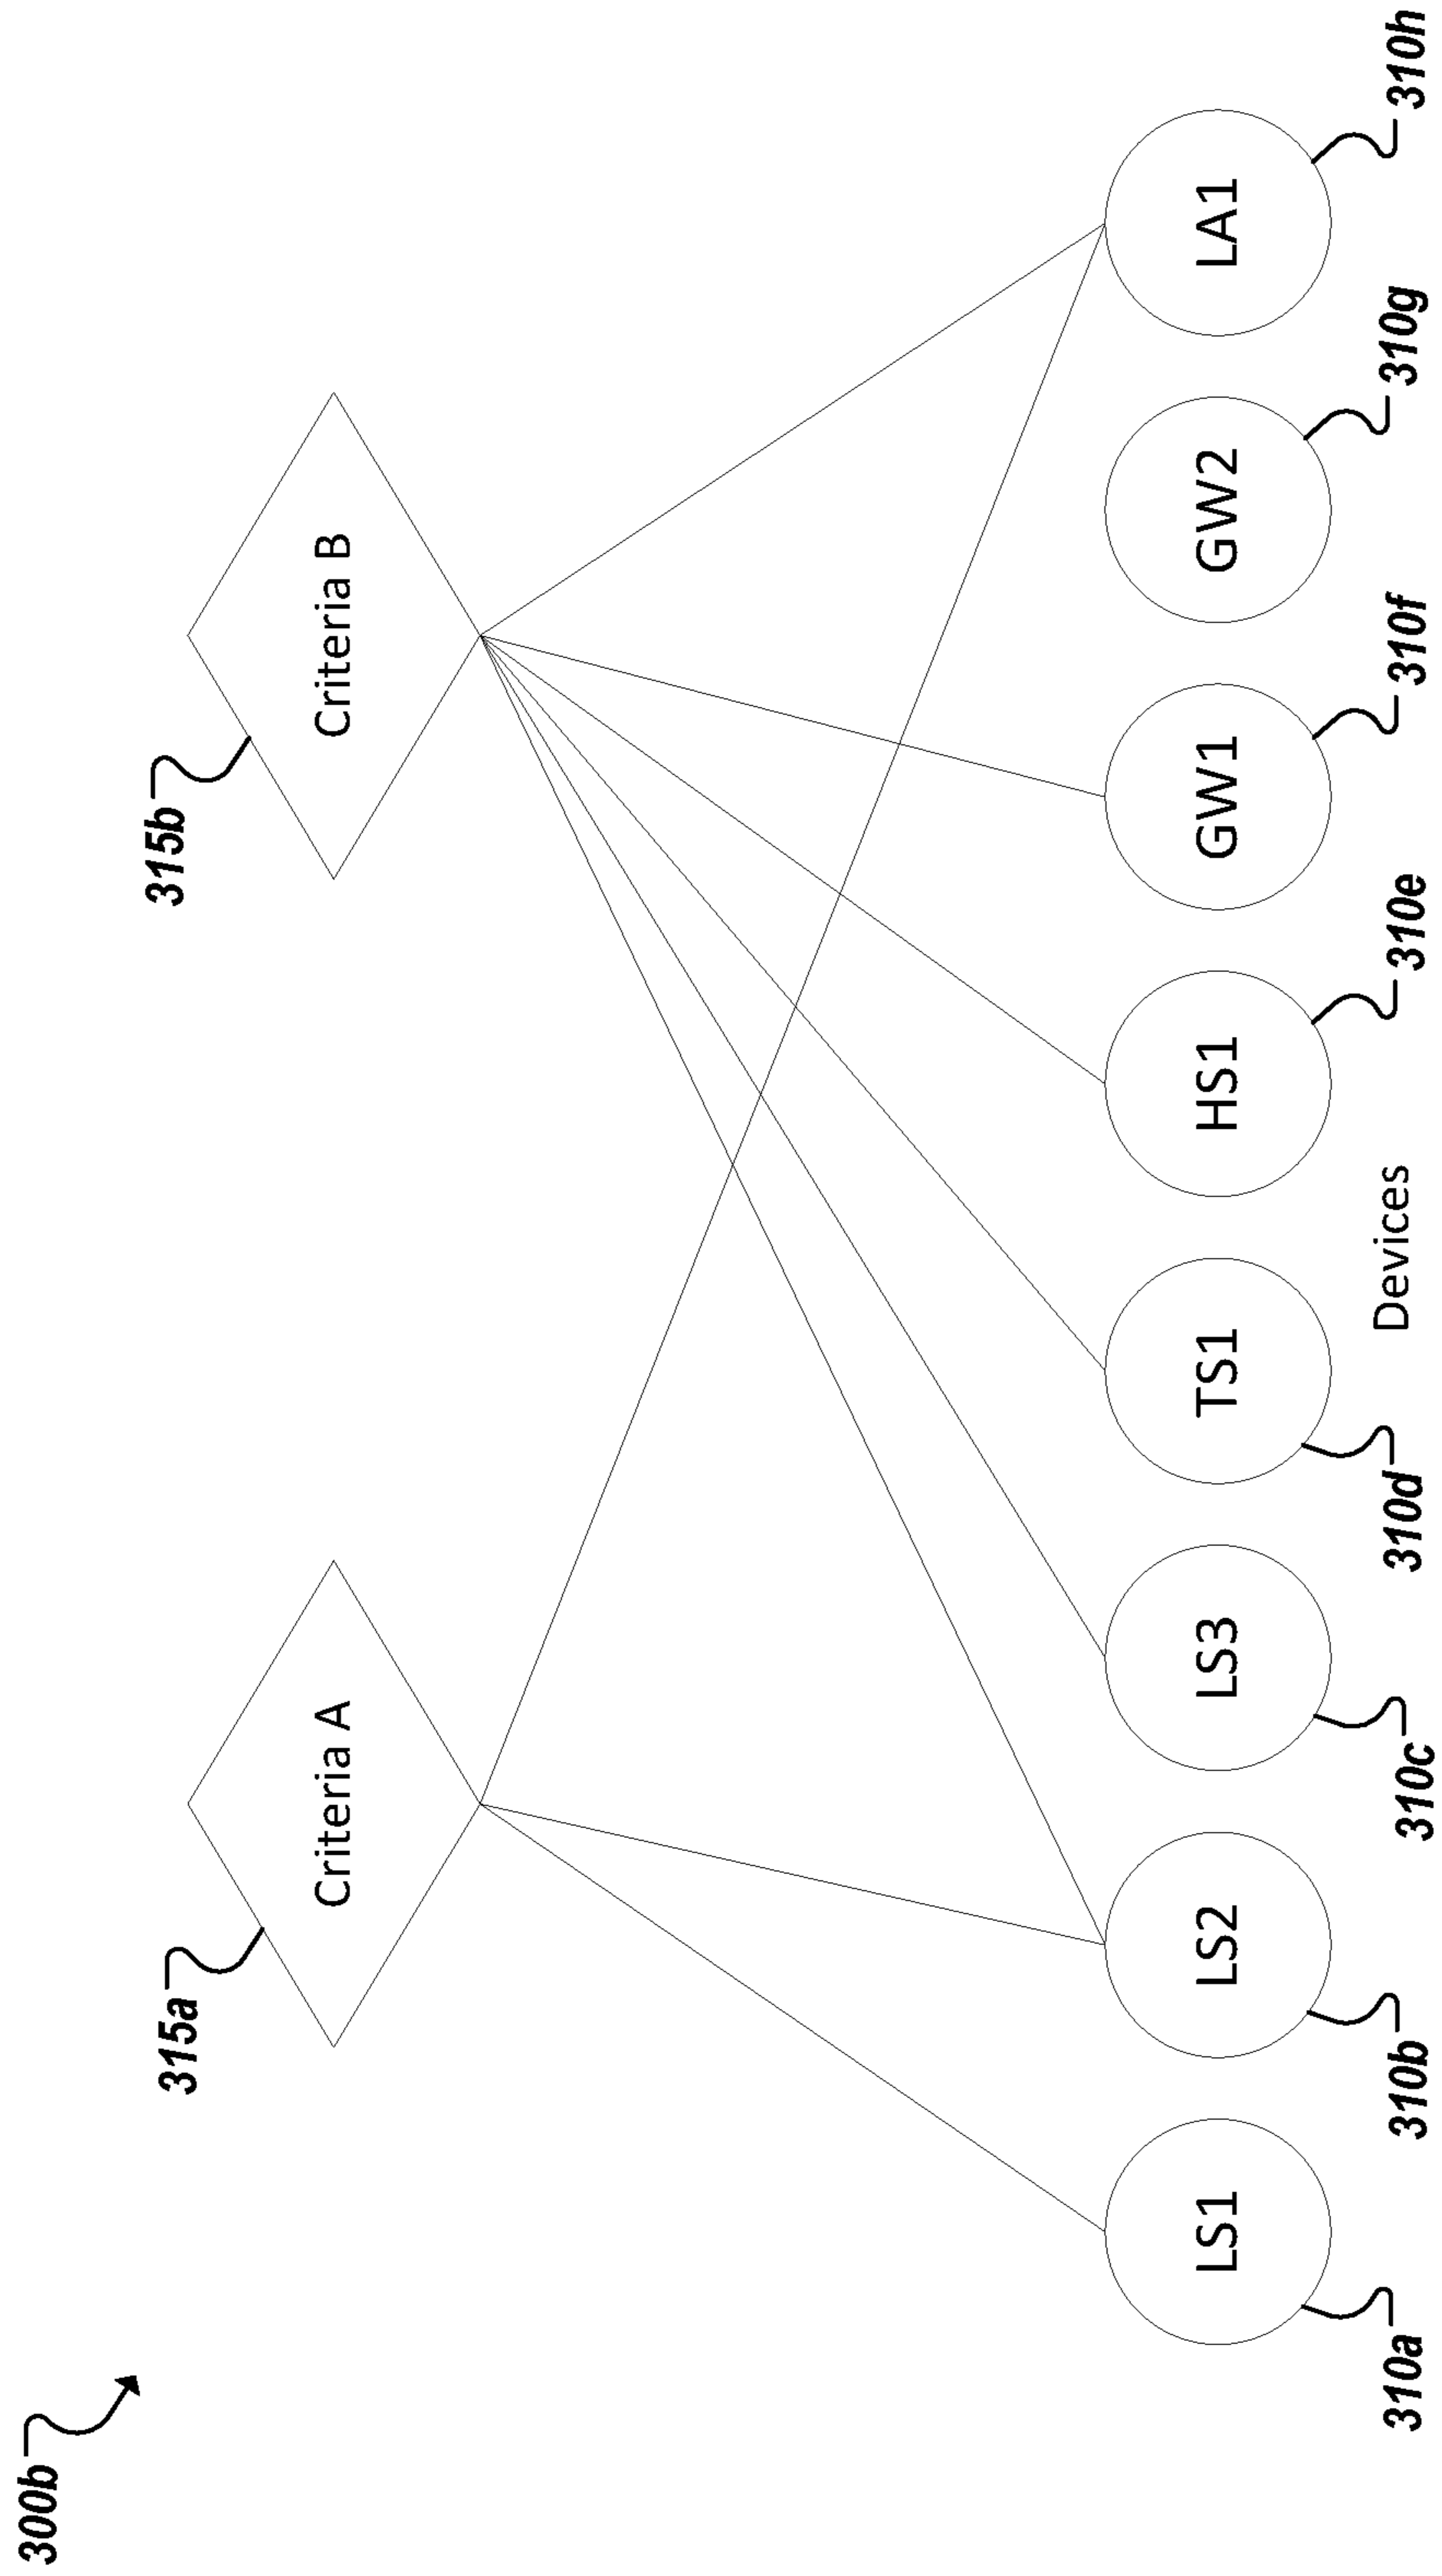 300b
315a
315b
Criteria A
Criteria B
LS1
LS2
LS3
TS1
HS1
GW1
GW2
LA1
310a
310b
310c
310d
Devices
310e
310f
310g
310h